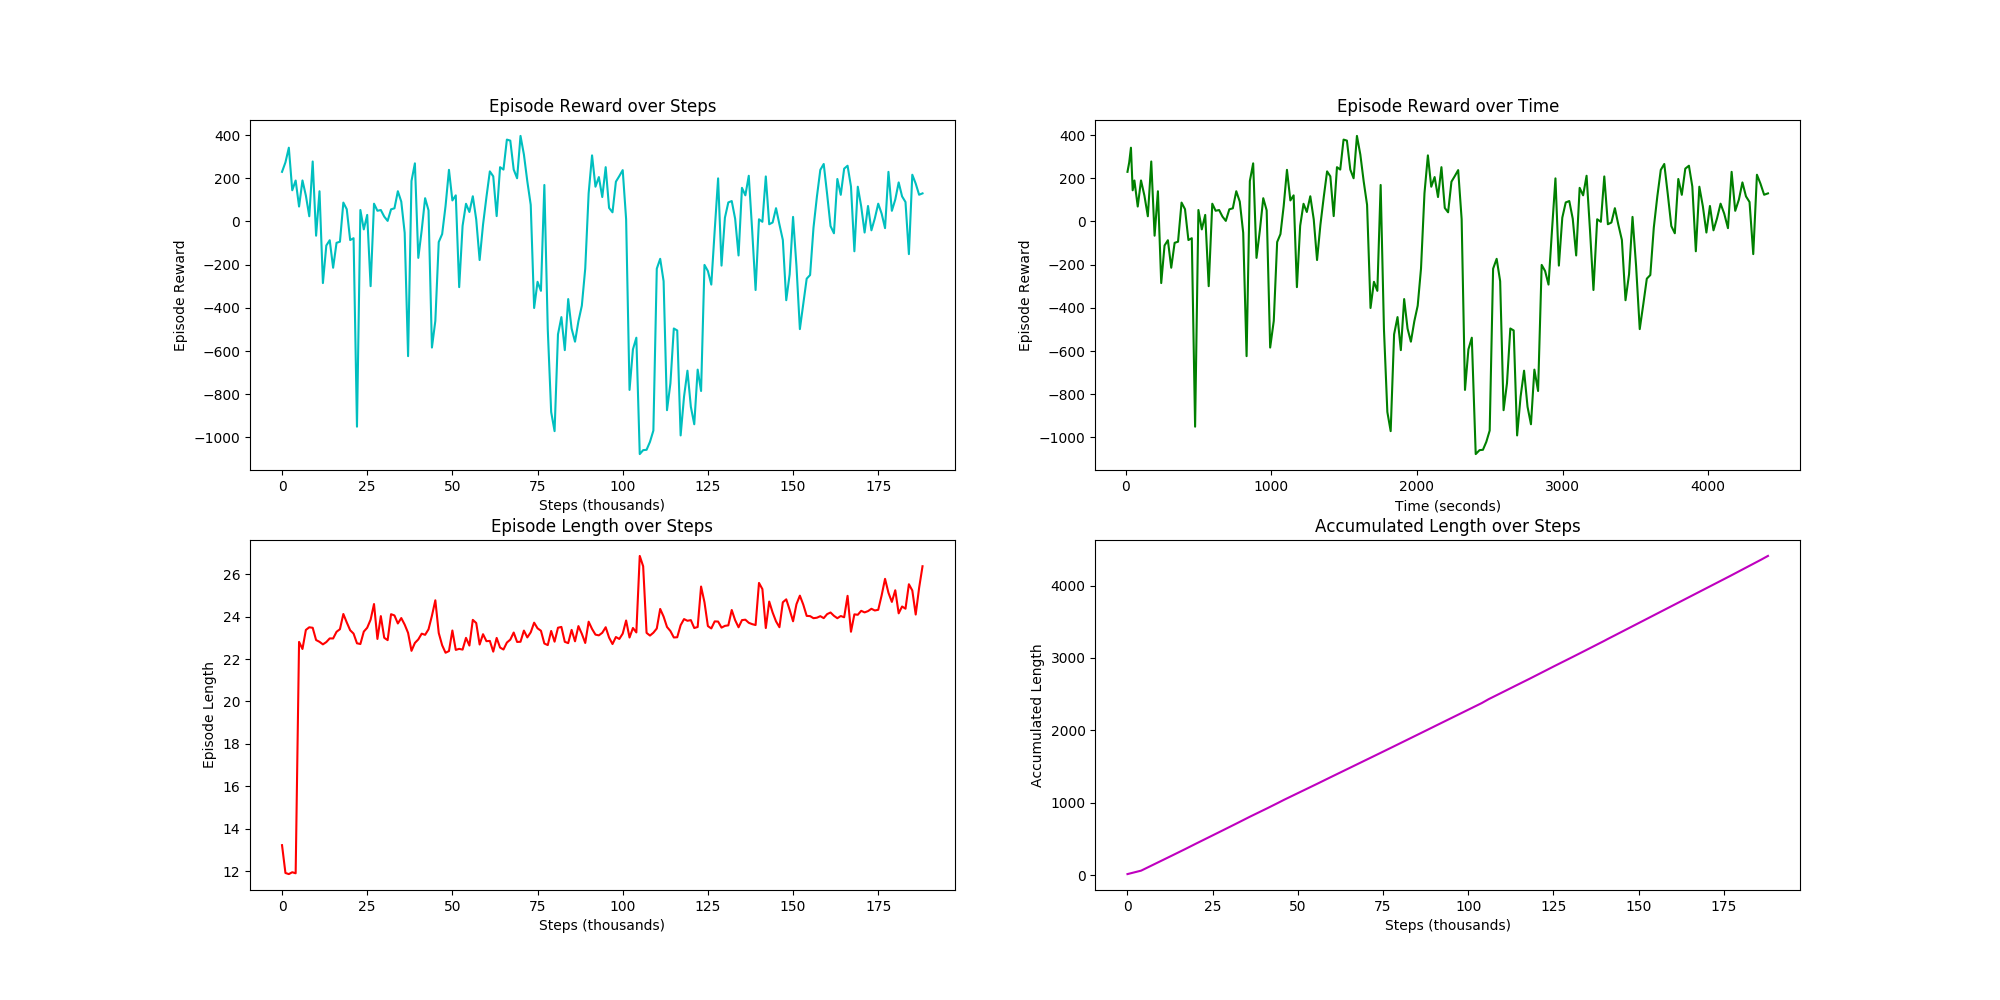 Episode Reward over Steps
400
200
0
−200
−400
−600
−800
−1000
Episode Reward
0 25 50 75 100 125 150 175
Steps (thousands)
Episode Reward over Time
400
200
0
−200
−400
−600
−800
−1000
Episode Reward
0 1000 2000 3000 4000
Time (seconds)
Episode Length over Steps
26
24
22
20
18
16
14
12
Episode Length
0 25 50 75 100 125 150 175
Steps (thousands)
Accumulated Length over Steps
4000
3000
2000
1000
0
Accumulated Length
0 25 50 75 100 125 150 175
Steps (thousands)